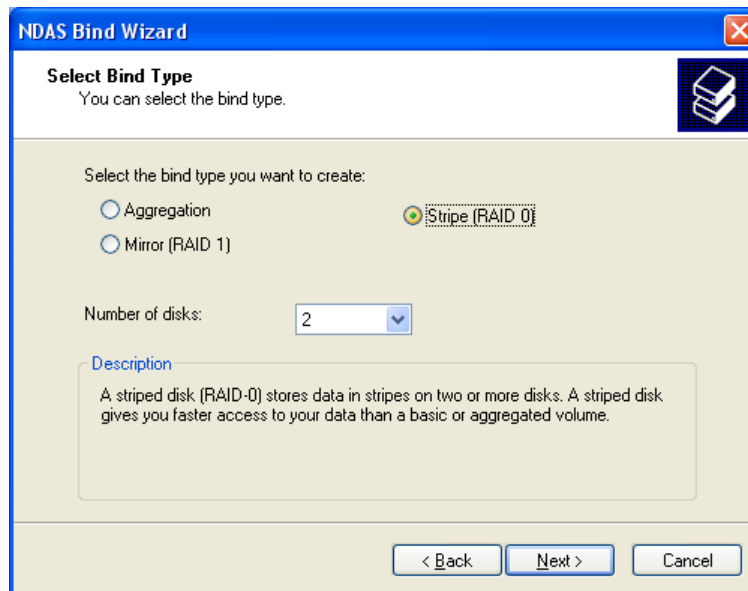 NDAS Bind Wizard
Select Bind Type
You can select the bind type.
Select the bind type you want to create:
Aggregation
Stripe (RAID 0)
Mirror (RAID 1)
Number of disks:
2
Description
A striped disk (RAID-0) stores data in stripes on two or more disks. A striped disk
gives you faster access to your data than a basic or aggregated volume.
< Back
Next >
Cancel